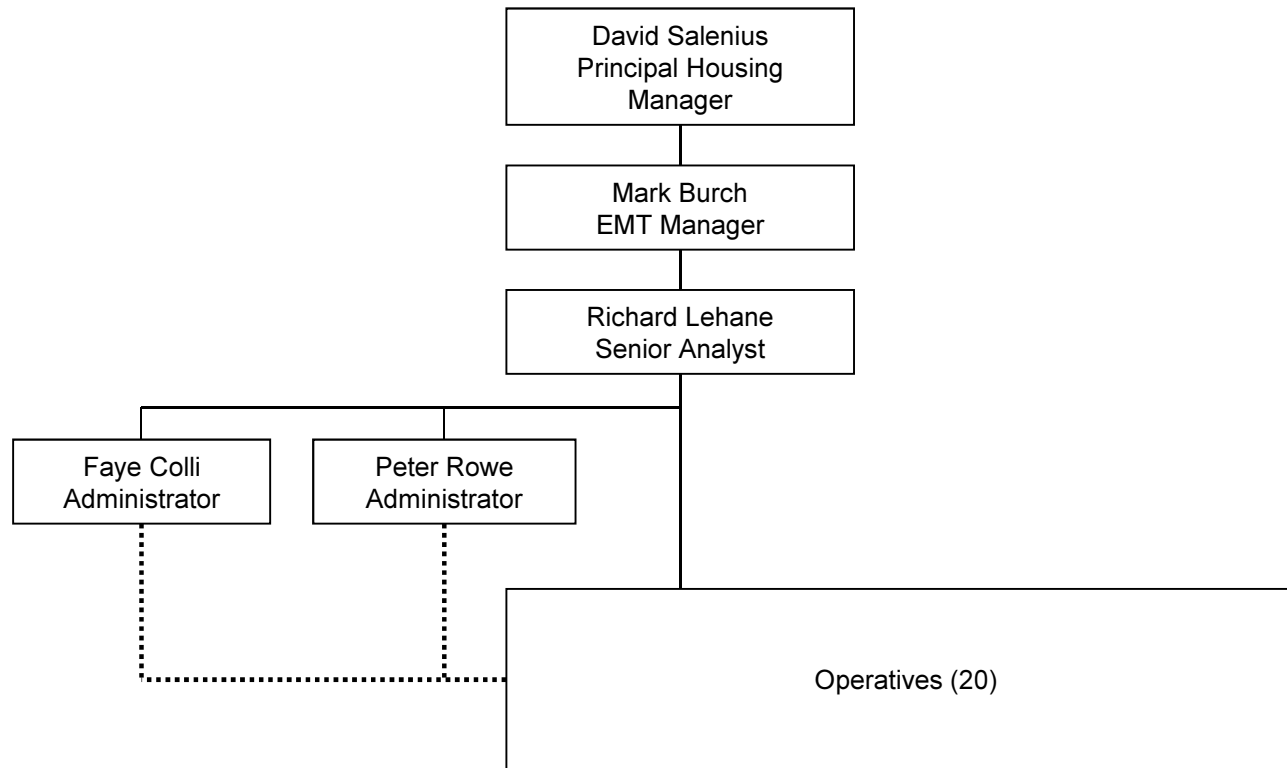 David Salenius
Principal Housing
Manager
Mark Burch
EMT Manager
Richard Lehane
Senior Analyst
Faye Colli
Administrator
Peter Rowe
Administrator
Operatives (20)